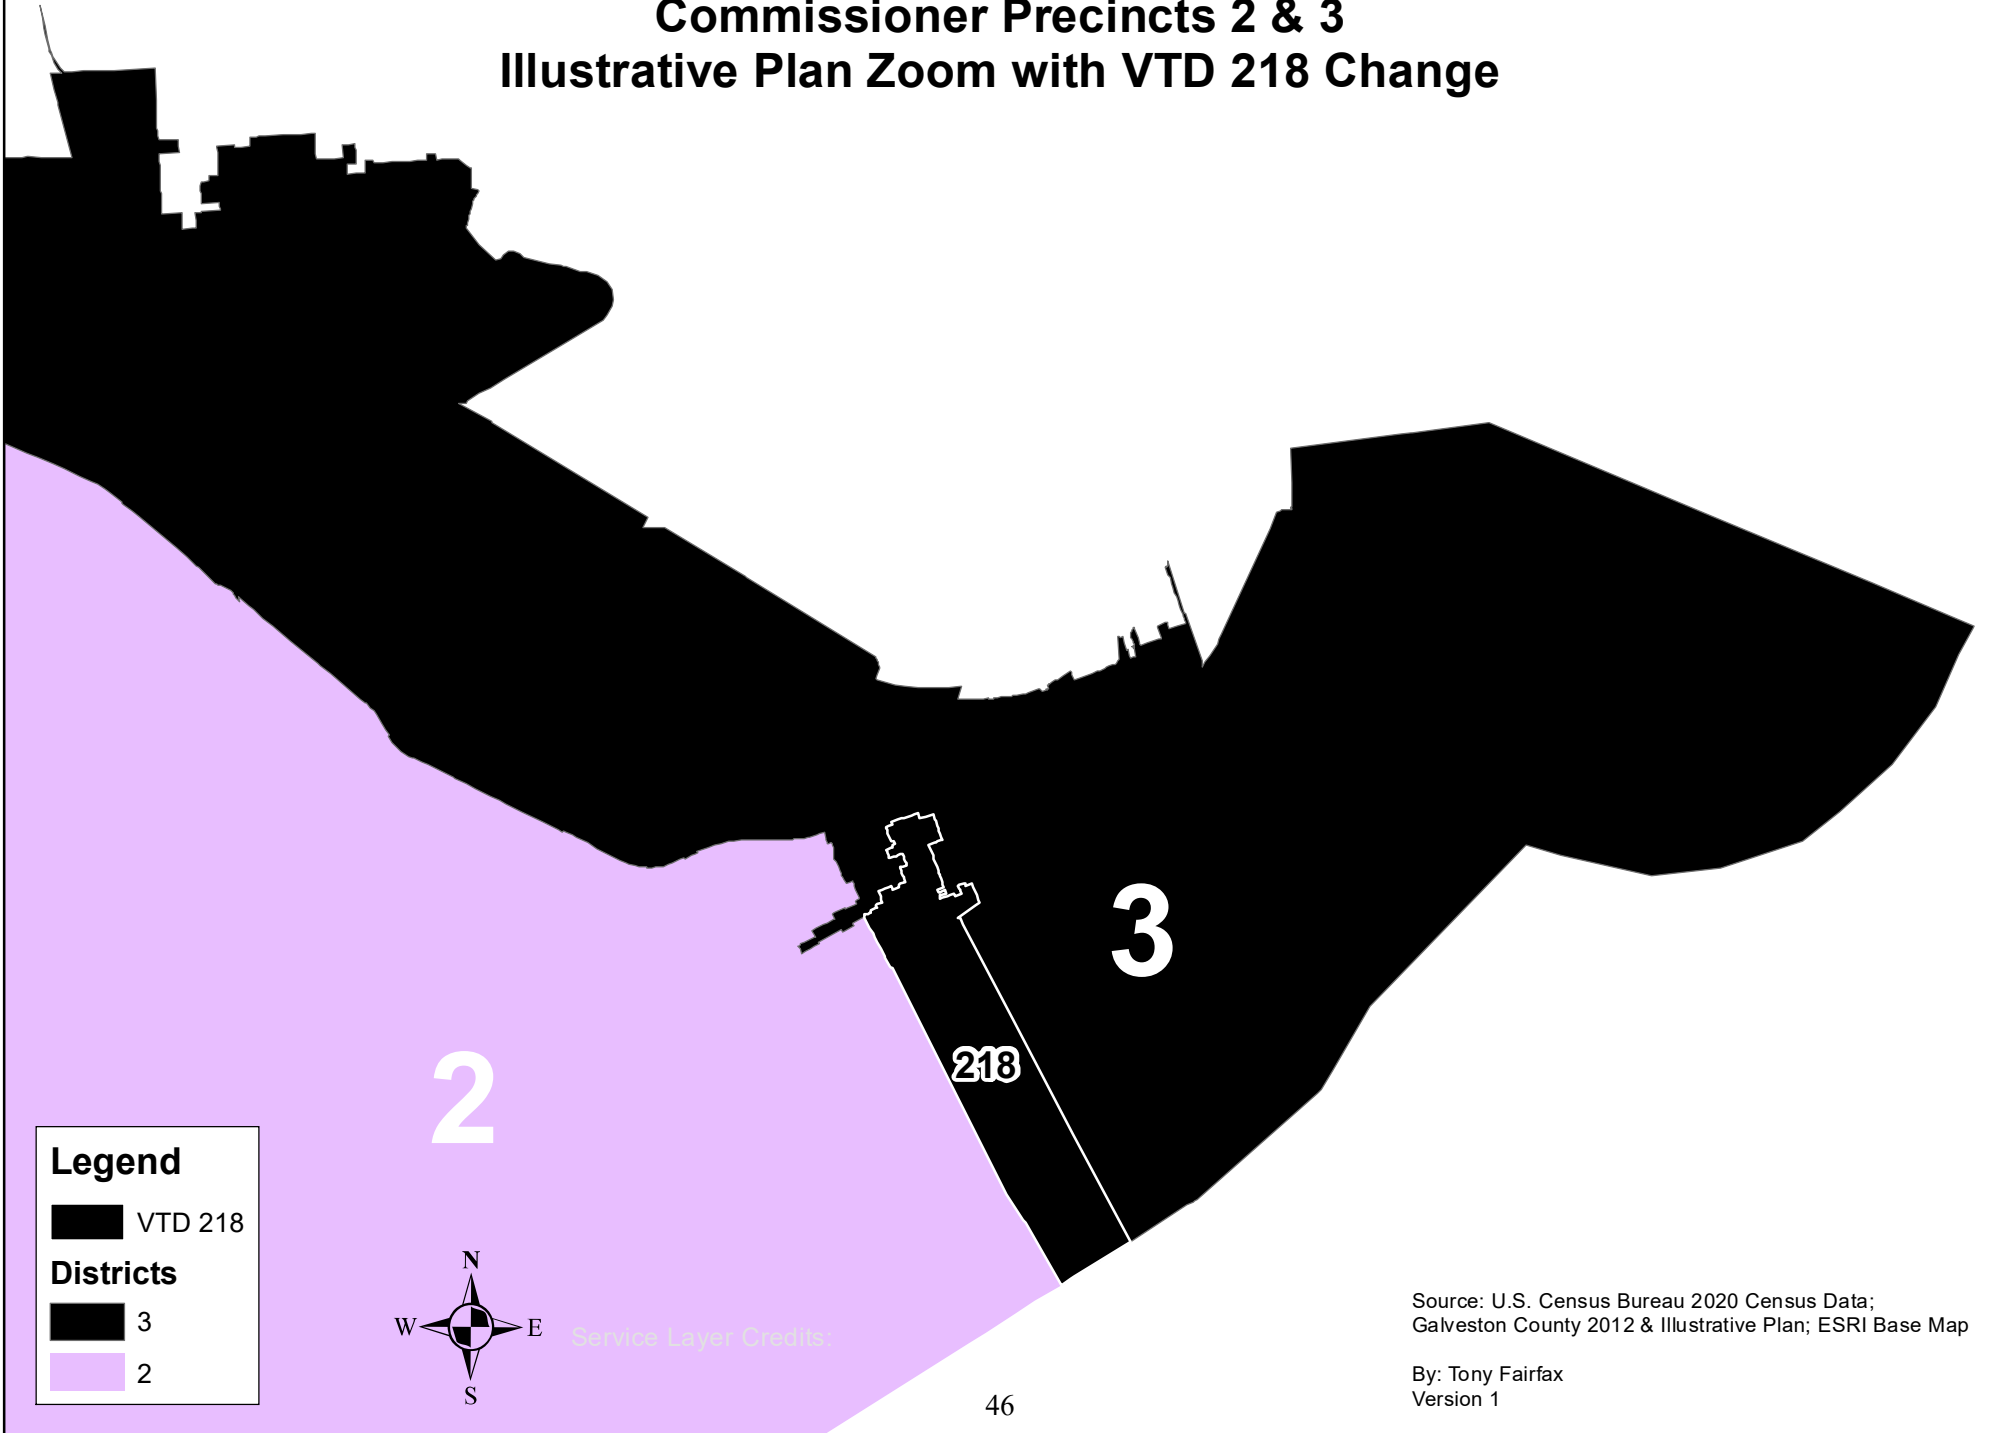 Commissioner Precincts 2 & 3
Illustrative Plan Zoom with VTD 218 Change
3
218
2
Legend
VTD 218
Districts
3
2
N
W E
S
Service Layer Credits:
Source: U.S. Census Bureau 2020 Census Data;
Galveston County 2012 & Illustrative Plan; ESRI Base Map
By: Tony Fairfax
Version 1
46